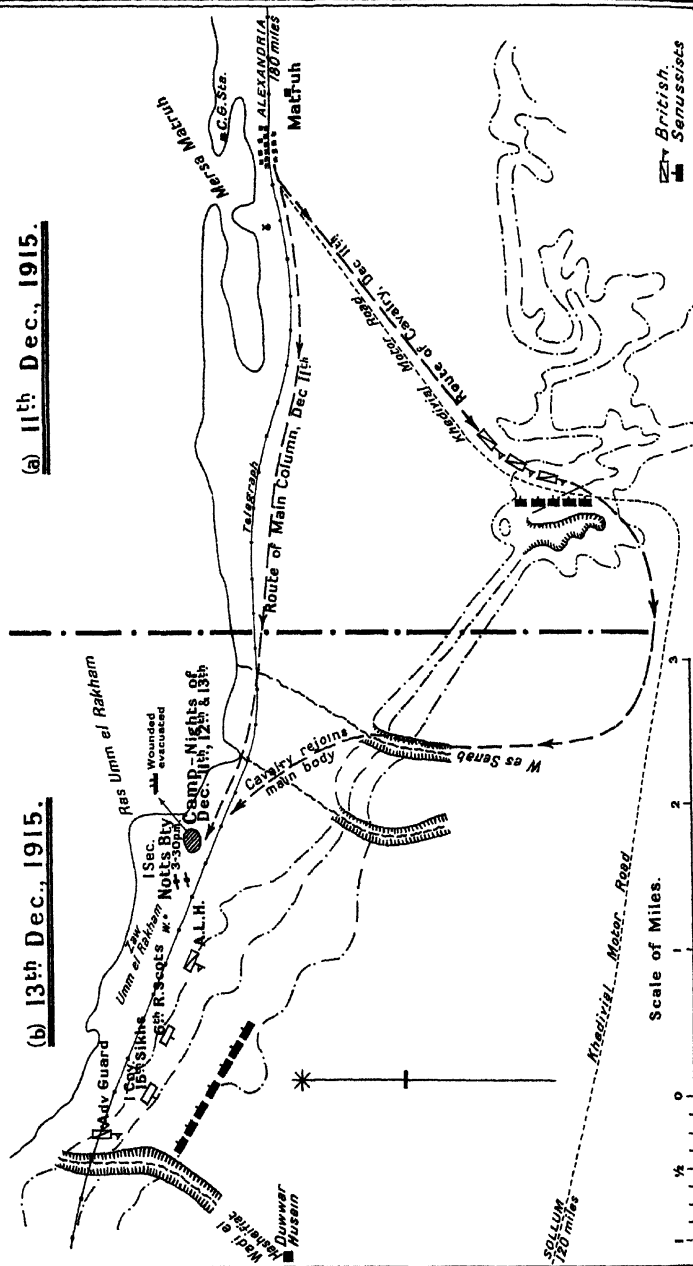 (a) 11th Dec., 1915.
C.G. Sta.
Mersa Matruh
ALEXANDRIA
180 miles
Matruh
2
Telegraph
Route of Main Column, Dec 11th
Route of Cavalry, Dec 11th
Khedivial Motor Road
British.
Senussists
(b) 13th Dec., 1915.
Ras Umm el Rakham
Wounded
evacuated
Camp-Nights of
Dec. 11th, 12th & 13th
1 Sec.
Notts Bty
3-30pm
W.
Zaw
Umm el Rakham
A.L.H.
6th R. Scots
1 Coy.
15th Sikhs
Adv Guard
Cavalry rejoins
main body
W es Senab
Wadi el
Hasheifiat
Duwwar
Husein
Khedivial Motor Road
SOLLUM
120 miles
Scale of Miles.
1 ½ 0 1 2 3